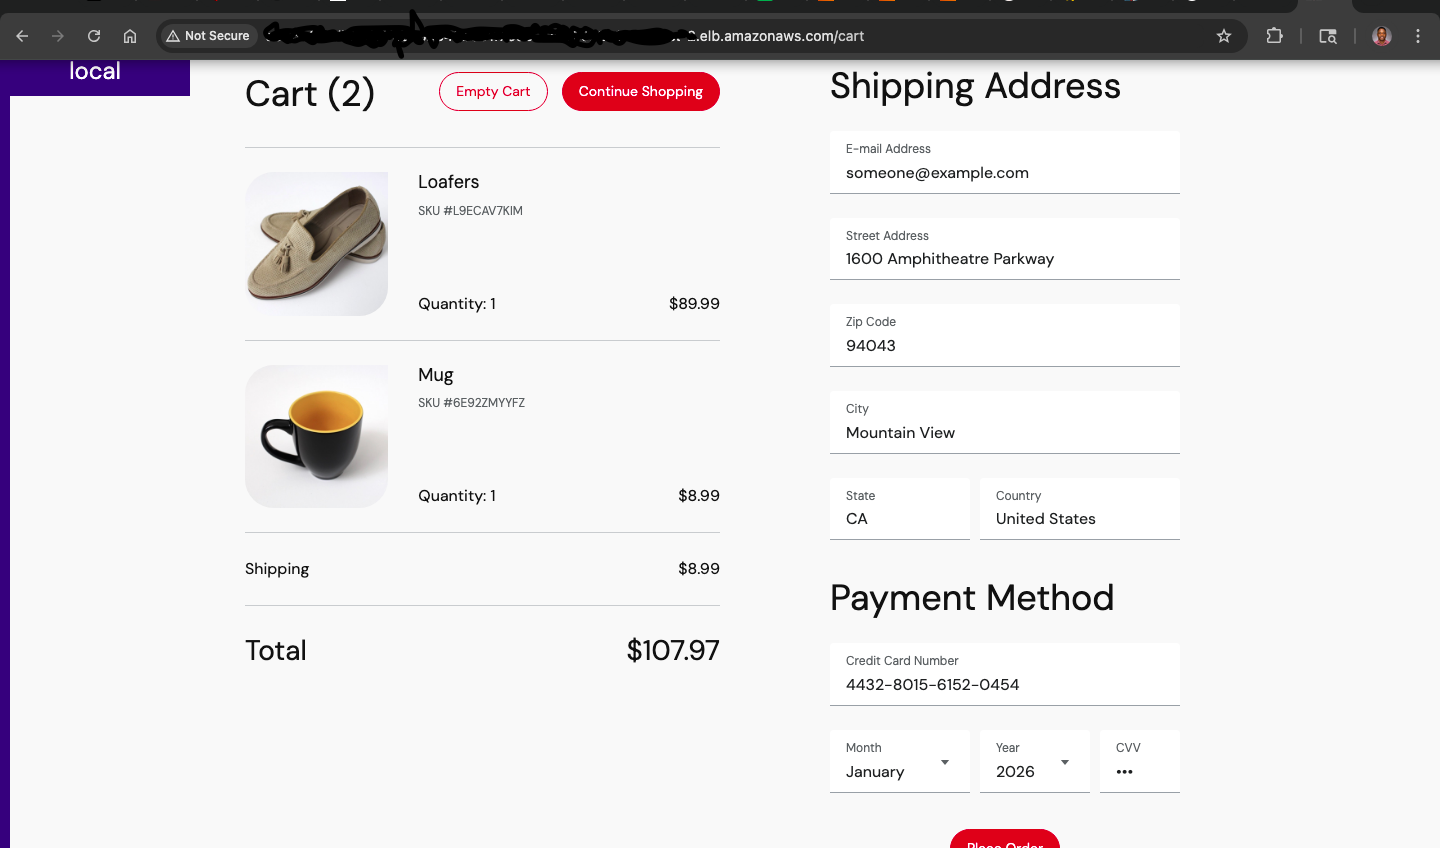 Not Secure
2.elb.amazonaws.com/cart
local
Cart (2)
Empty Cart
Continue Shopping
Loafers
SKU #L9ECAV7KIM
Quantity: 1
$89.99
Mug
SKU #6E92ZMYYFZ
Quantity: 1
$8.99
Shipping
$8.99
Total
$107.97
Shipping Address
E-mail Address
someone@example.com
Street Address
1600 Amphitheatre Parkway
Zip Code
94043
City
Mountain View
State
CA
Country
United States
Payment Method
Credit Card Number
4432-8015-6152-0454
Month
January
Year
2026
CVV
•••
Place Order